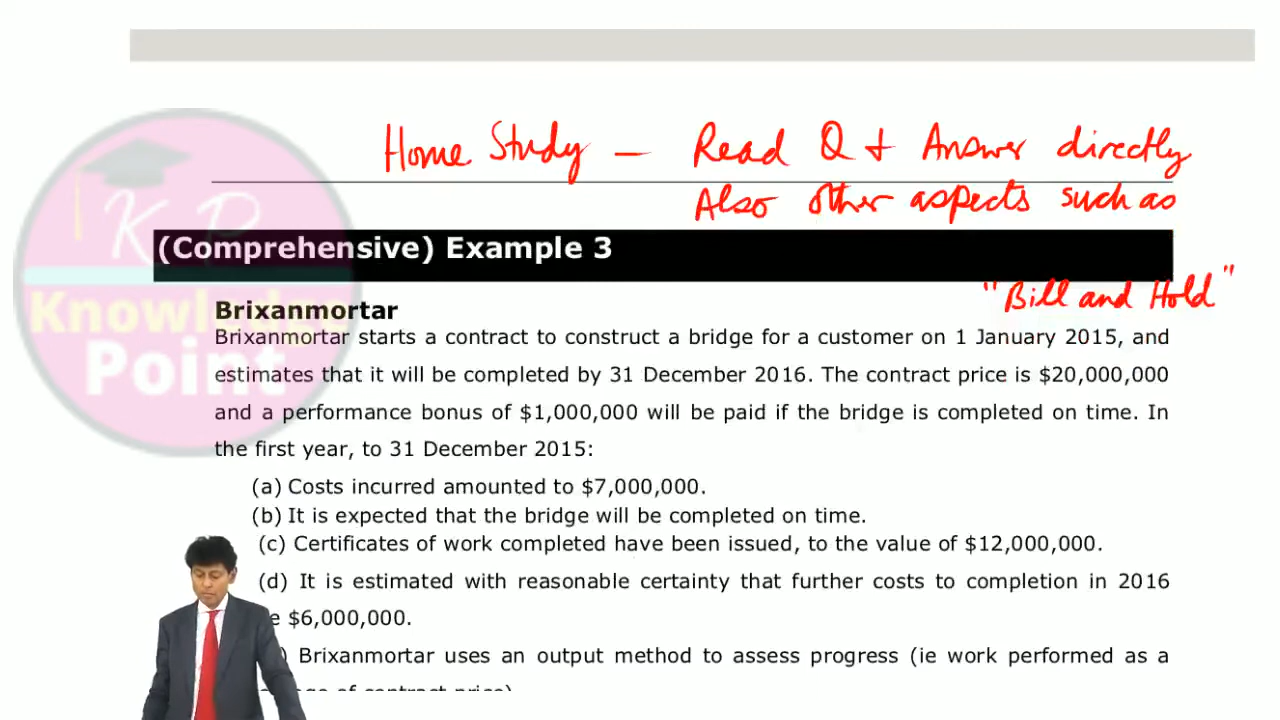 Home Study – Read Q + Answer directly
Also other aspects such as
(Comprehensive) Example 3
"Bill and Hold"
K P
Knowledge
Point
Brixanmortar
Brixanmortar starts a contract to construct a bridge for a customer on 1 January 2015, and
estimates that it will be completed by 31 December 2016. The contract price is $20,000,000
and a performance bonus of $1,000,000 will be paid if the bridge is completed on time. In
the first year, to 31 December 2015:
(a) Costs incurred amounted to $7,000,000.
(b) It is expected that the bridge will be completed on time.
(c) Certificates of work completed have been issued, to the value of $12,000,000.
(d) It is estimated with reasonable certainty that further costs to completion in 2016
$6,000,000.
Brixanmortar uses an output method to assess progress (ie work performed as a
of contract price)